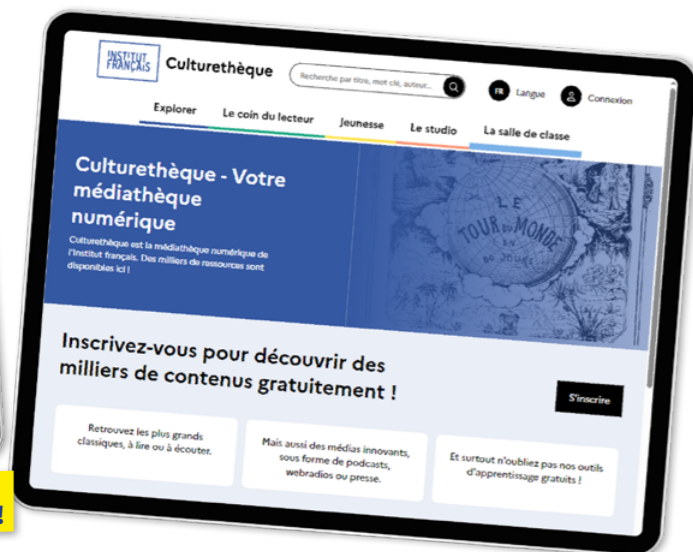 INSTITUT
FRANÇAIS
Culturethèque
Recherche par titre, mot clé, auteur...
FR
Langue
Connexion
Explorer
Le coin du lecteur
Jeunesse
Le studio
La salle de classe
Culturethèque - Votre
médiathèque
numérique
Culturethèque est la médiathèque numérique de
l'Institut français. Des milliers de ressources sont
disponibles ici !
LE
TOUR DU MONDE
EN
80 JOURS
Inscrivez-vous pour découvrir des
milliers de contenus gratuitement !
S'inscrire
Retrouvez les plus grands
classiques, à lire ou à écouter.
Mais aussi des médias innovants,
sous forme de podcasts,
webradios ou presse.
Et surtout n'oubliez pas nos outils
d'apprentissage gratuits !
!